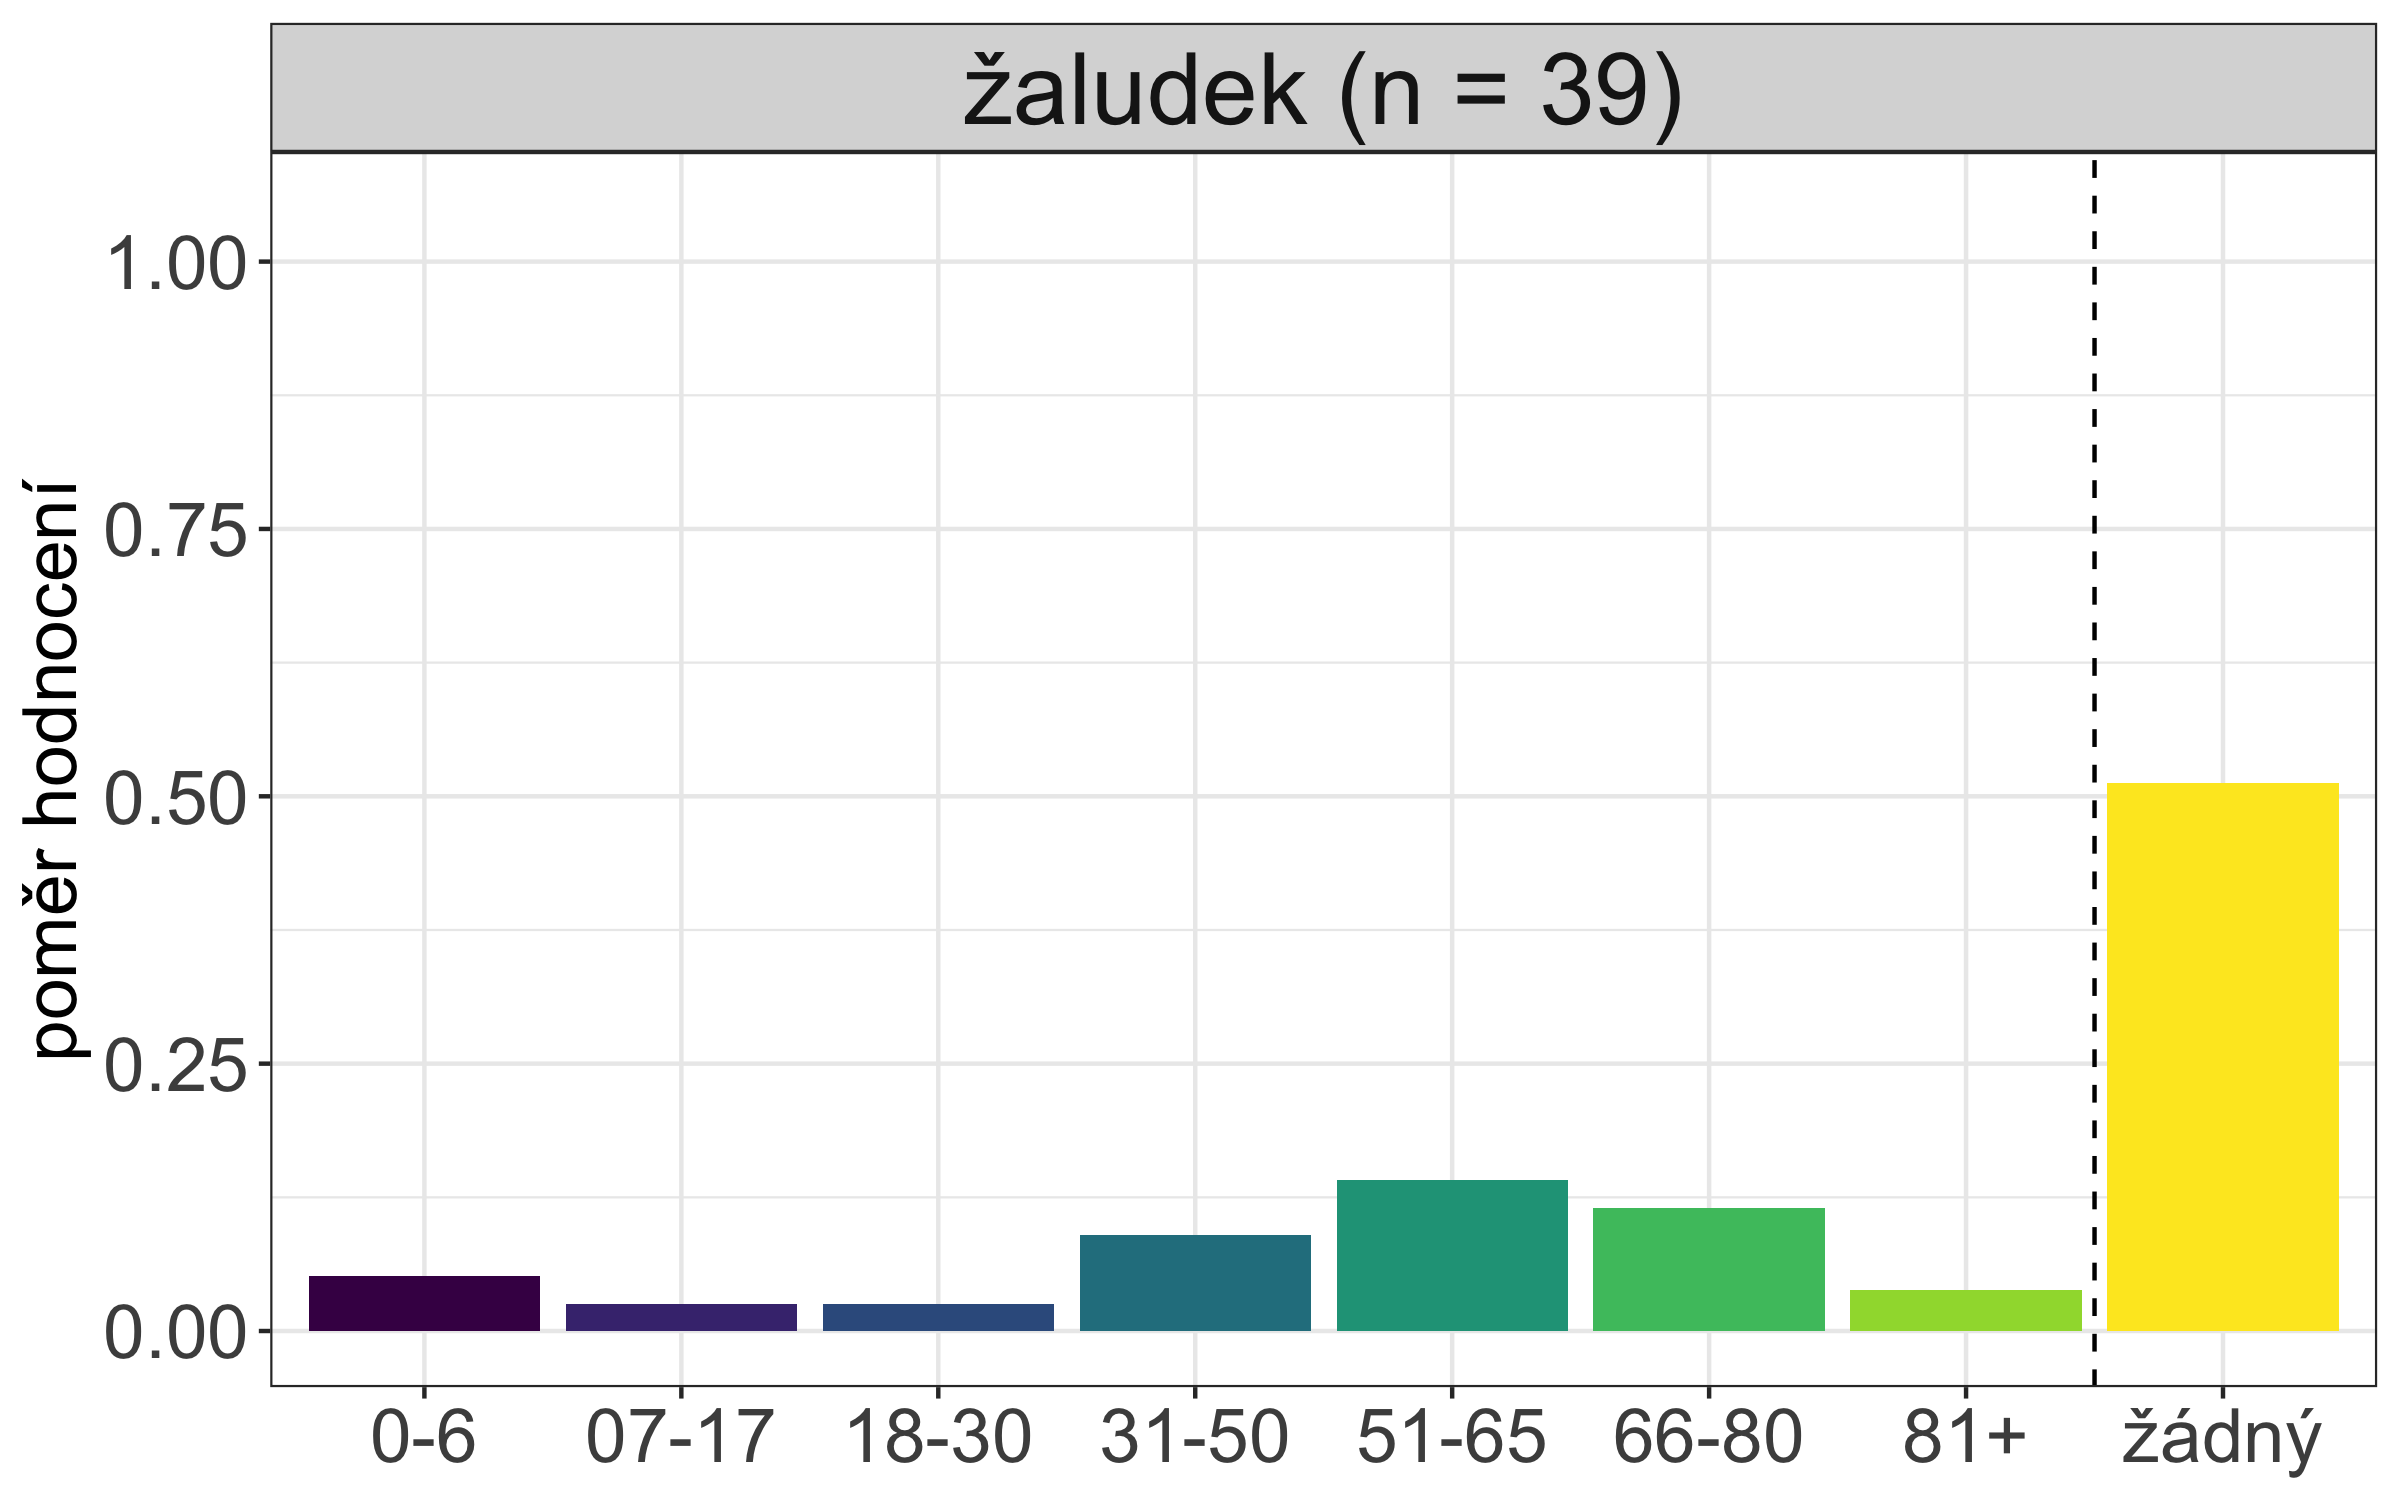 žaludek (n = 39)
poměr hodnocení
1.00
0.75
0.50
0.25
0.00
0-6 07-17 18-30 31-50 51-65 66-80 81+ žádný